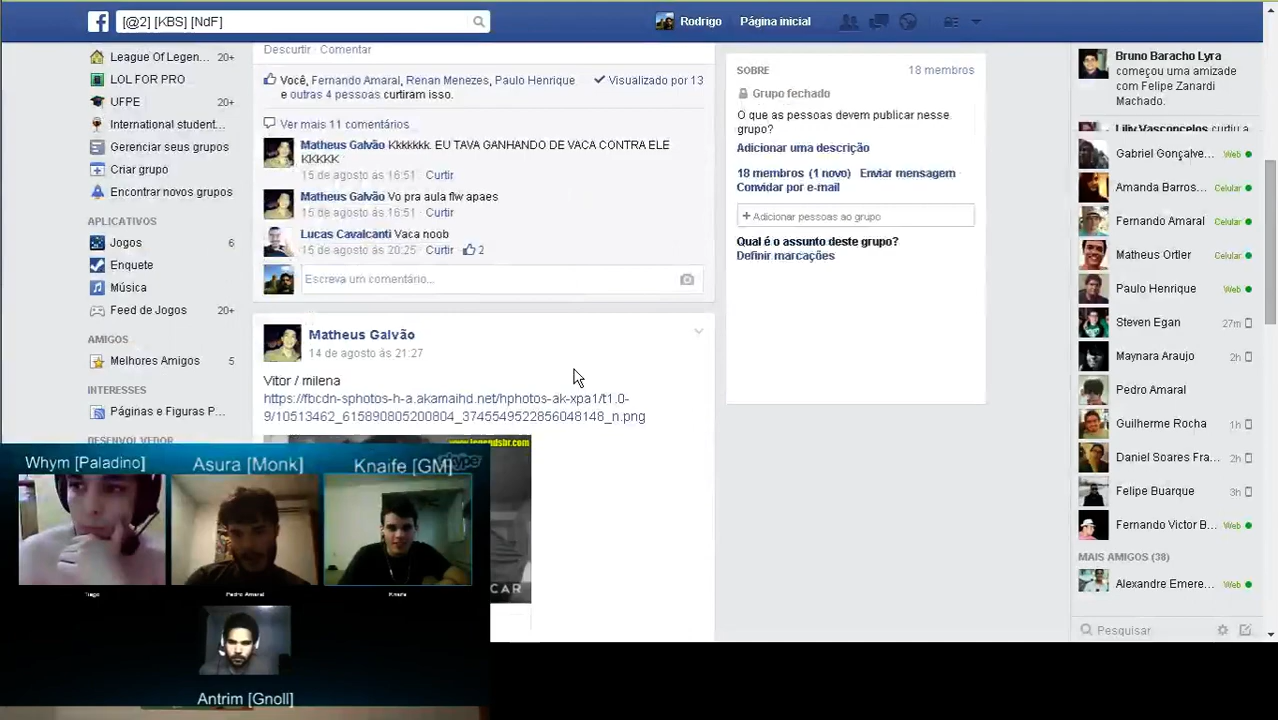 [@2] [KBS] [NdF]
Rodrigo
Página inicial
League Of Legen... 20+
LOL FOR PRO
UFPE 20+
International student...
Gerenciar seus grupos
Criar grupo
Encontrar novos grupos
APLICATIVOS
Jogos 6
Enquete
Música
Feed de Jogos 20+
AMIGOS
Melhores Amigos 5
INTERESSES
Páginas e Figuras P...
DESENVOLVEDOR
Descurtir · Comentar
Você, Fernando Amaral, Renan Menezes, Paulo Henrique
e outras 4 pessoas curtiram isso.
Visualizado por 13
Ver mais 11 comentários
Matheus Galvão Kkkkkkk. EU TAVA GANHANDO DE VACA CONTRA ELE
KKKKK
15 de agosto às 16:51 · Curtir
Matheus Galvão Vo pra aula flw apaes
15 de agosto às 16:51 · Curtir
Lucas Cavalcanti Vaca noob
15 de agosto às 20:25 · Curtir · 2
Escreva um comentário...
Matheus Galvão
14 de agosto às 21:27
Vitor / milena
https://fbcdn-sphotos-h-a.akamaihd.net/hphotos-ak-xpa1/t1.0-
9/10513462_615890905200804_3745549522856048148_n.png
www.legendsbr.com
CAR
SOBRE
18 membros
Grupo fechado
O que as pessoas devem publicar nesse
grupo?
Adicionar uma descrição
18 membros (1 novo) · Enviar mensagem ·
Convidar por e-mail
+ Adicionar pessoas ao grupo
Qual é o assunto deste grupo?
Definir marcações
Bruno Baracho Lyra
começou uma amizade
com Felipe Zanardi
Machado.
Lilly Vasconcelos curtiu a
Gabriel Gonçalve... Web
Amanda Barros... Celular
Fernando Amaral Celular
Matheus Ortler Celular
Paulo Henrique Web
Steven Egan 27m
Maynara Araujo 2h
Pedro Amaral
Guilherme Rocha Web
Daniel Soares Fra... 2h
Felipe Buarque 3h
Fernando Victor B... Web
MAIS AMIGOS (38)
Alexandre Emere... Web
Pesquisar
Whym [Paladino]
Asura [Monk]
Knaife [GM]
skype
Tiago
Pedro Amaral
Knaife
Antrim [Gnoll]